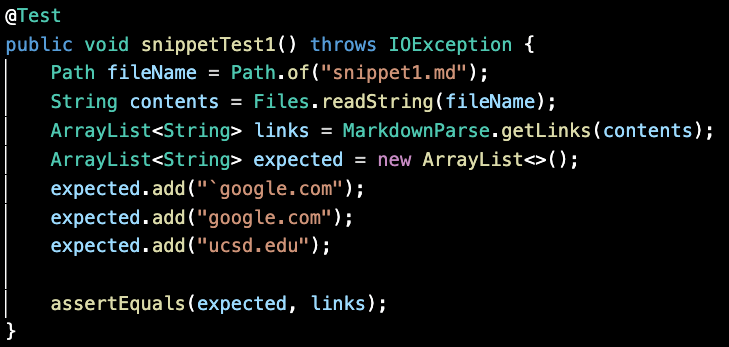 @Test
public void snippetTest1() throws IOException {
    Path fileName = Path.of("snippet1.md");
    String contents = Files.readString(fileName);
    ArrayList<String> links = MarkdownParse.getLinks(contents);
    ArrayList<String> expected = new ArrayList<>();
    expected.add("`google.com");
    expected.add("google.com");
    expected.add("ucsd.edu");

    assertEquals(expected, links);
}